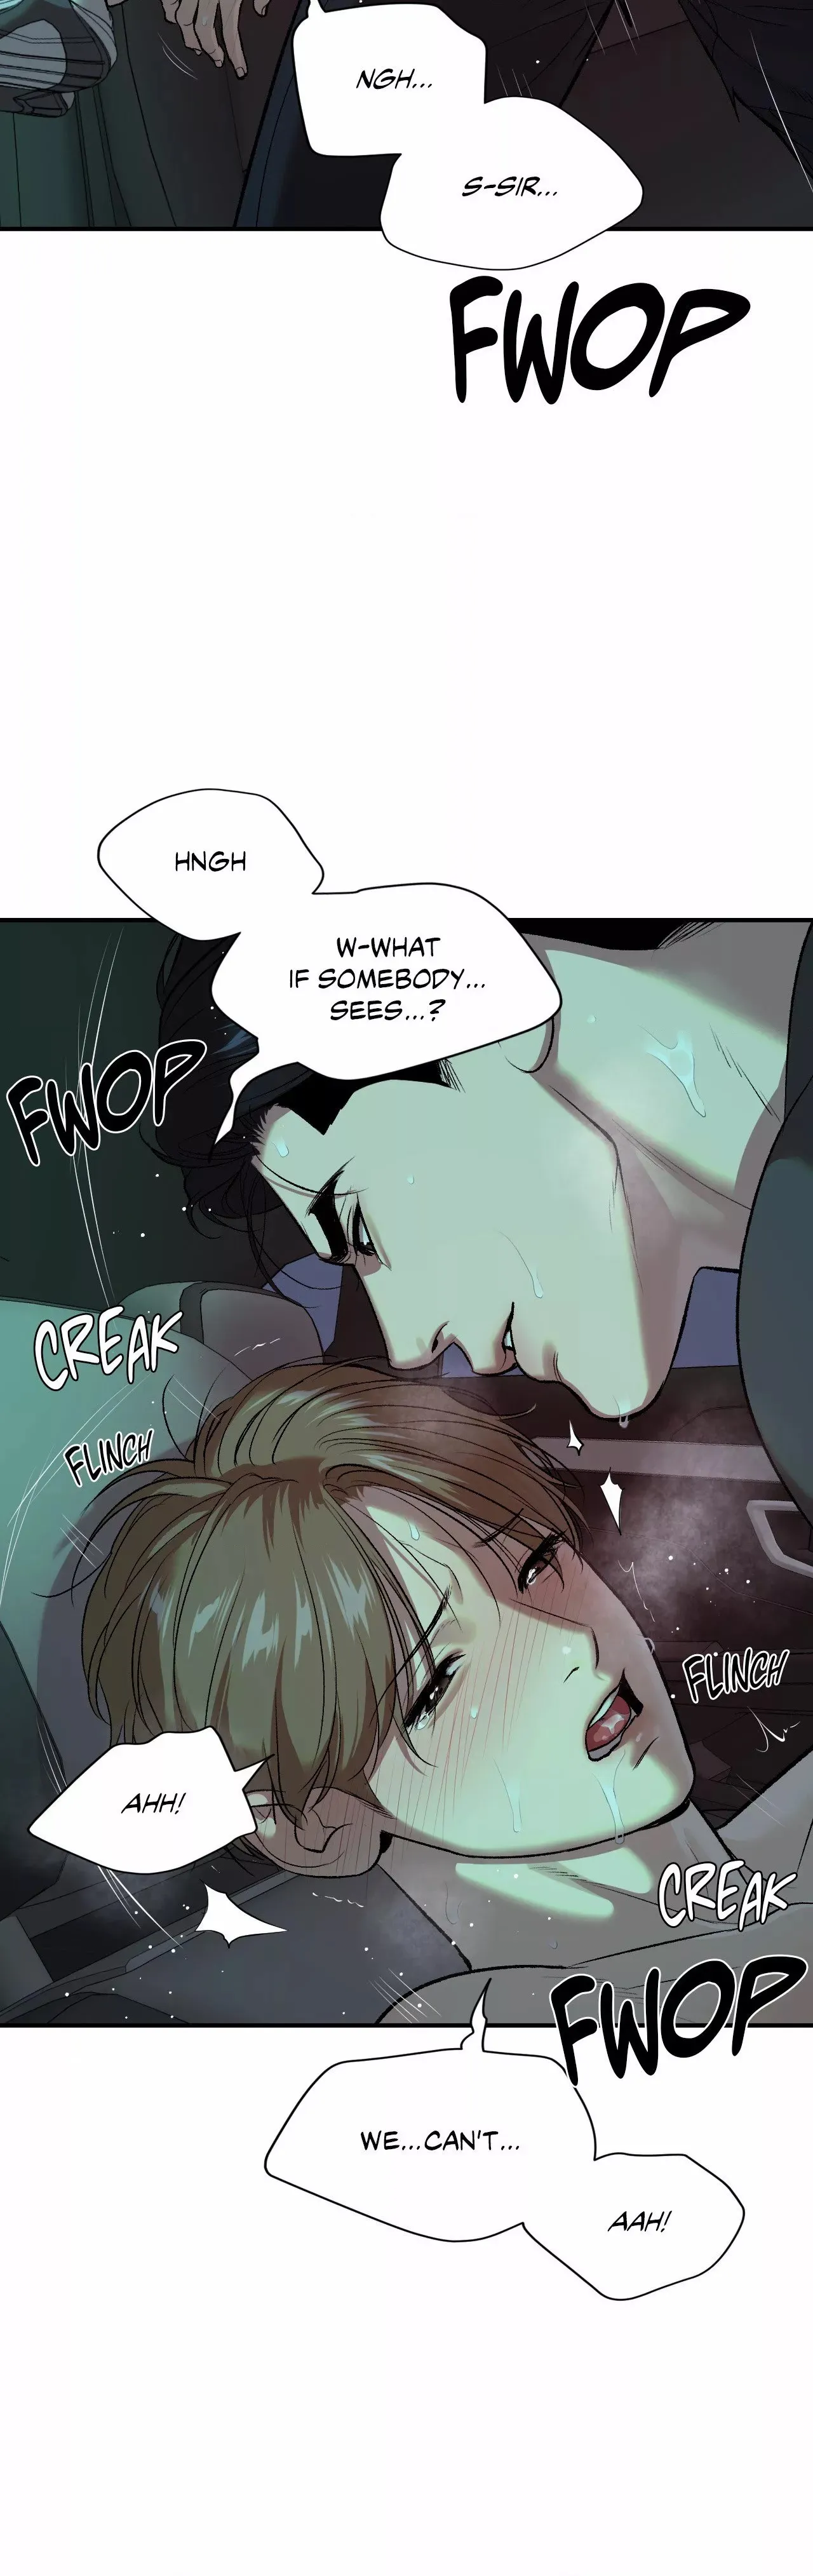 NGH...
S-SIR...
FWOP
HNGH
W-WHAT
IF SOMEBODY...
SEES...?
FWOP
CREAK
FLINCH
FLINCH
AHH!
CREAK
FWOP
WE...CAN'T...
AAH!